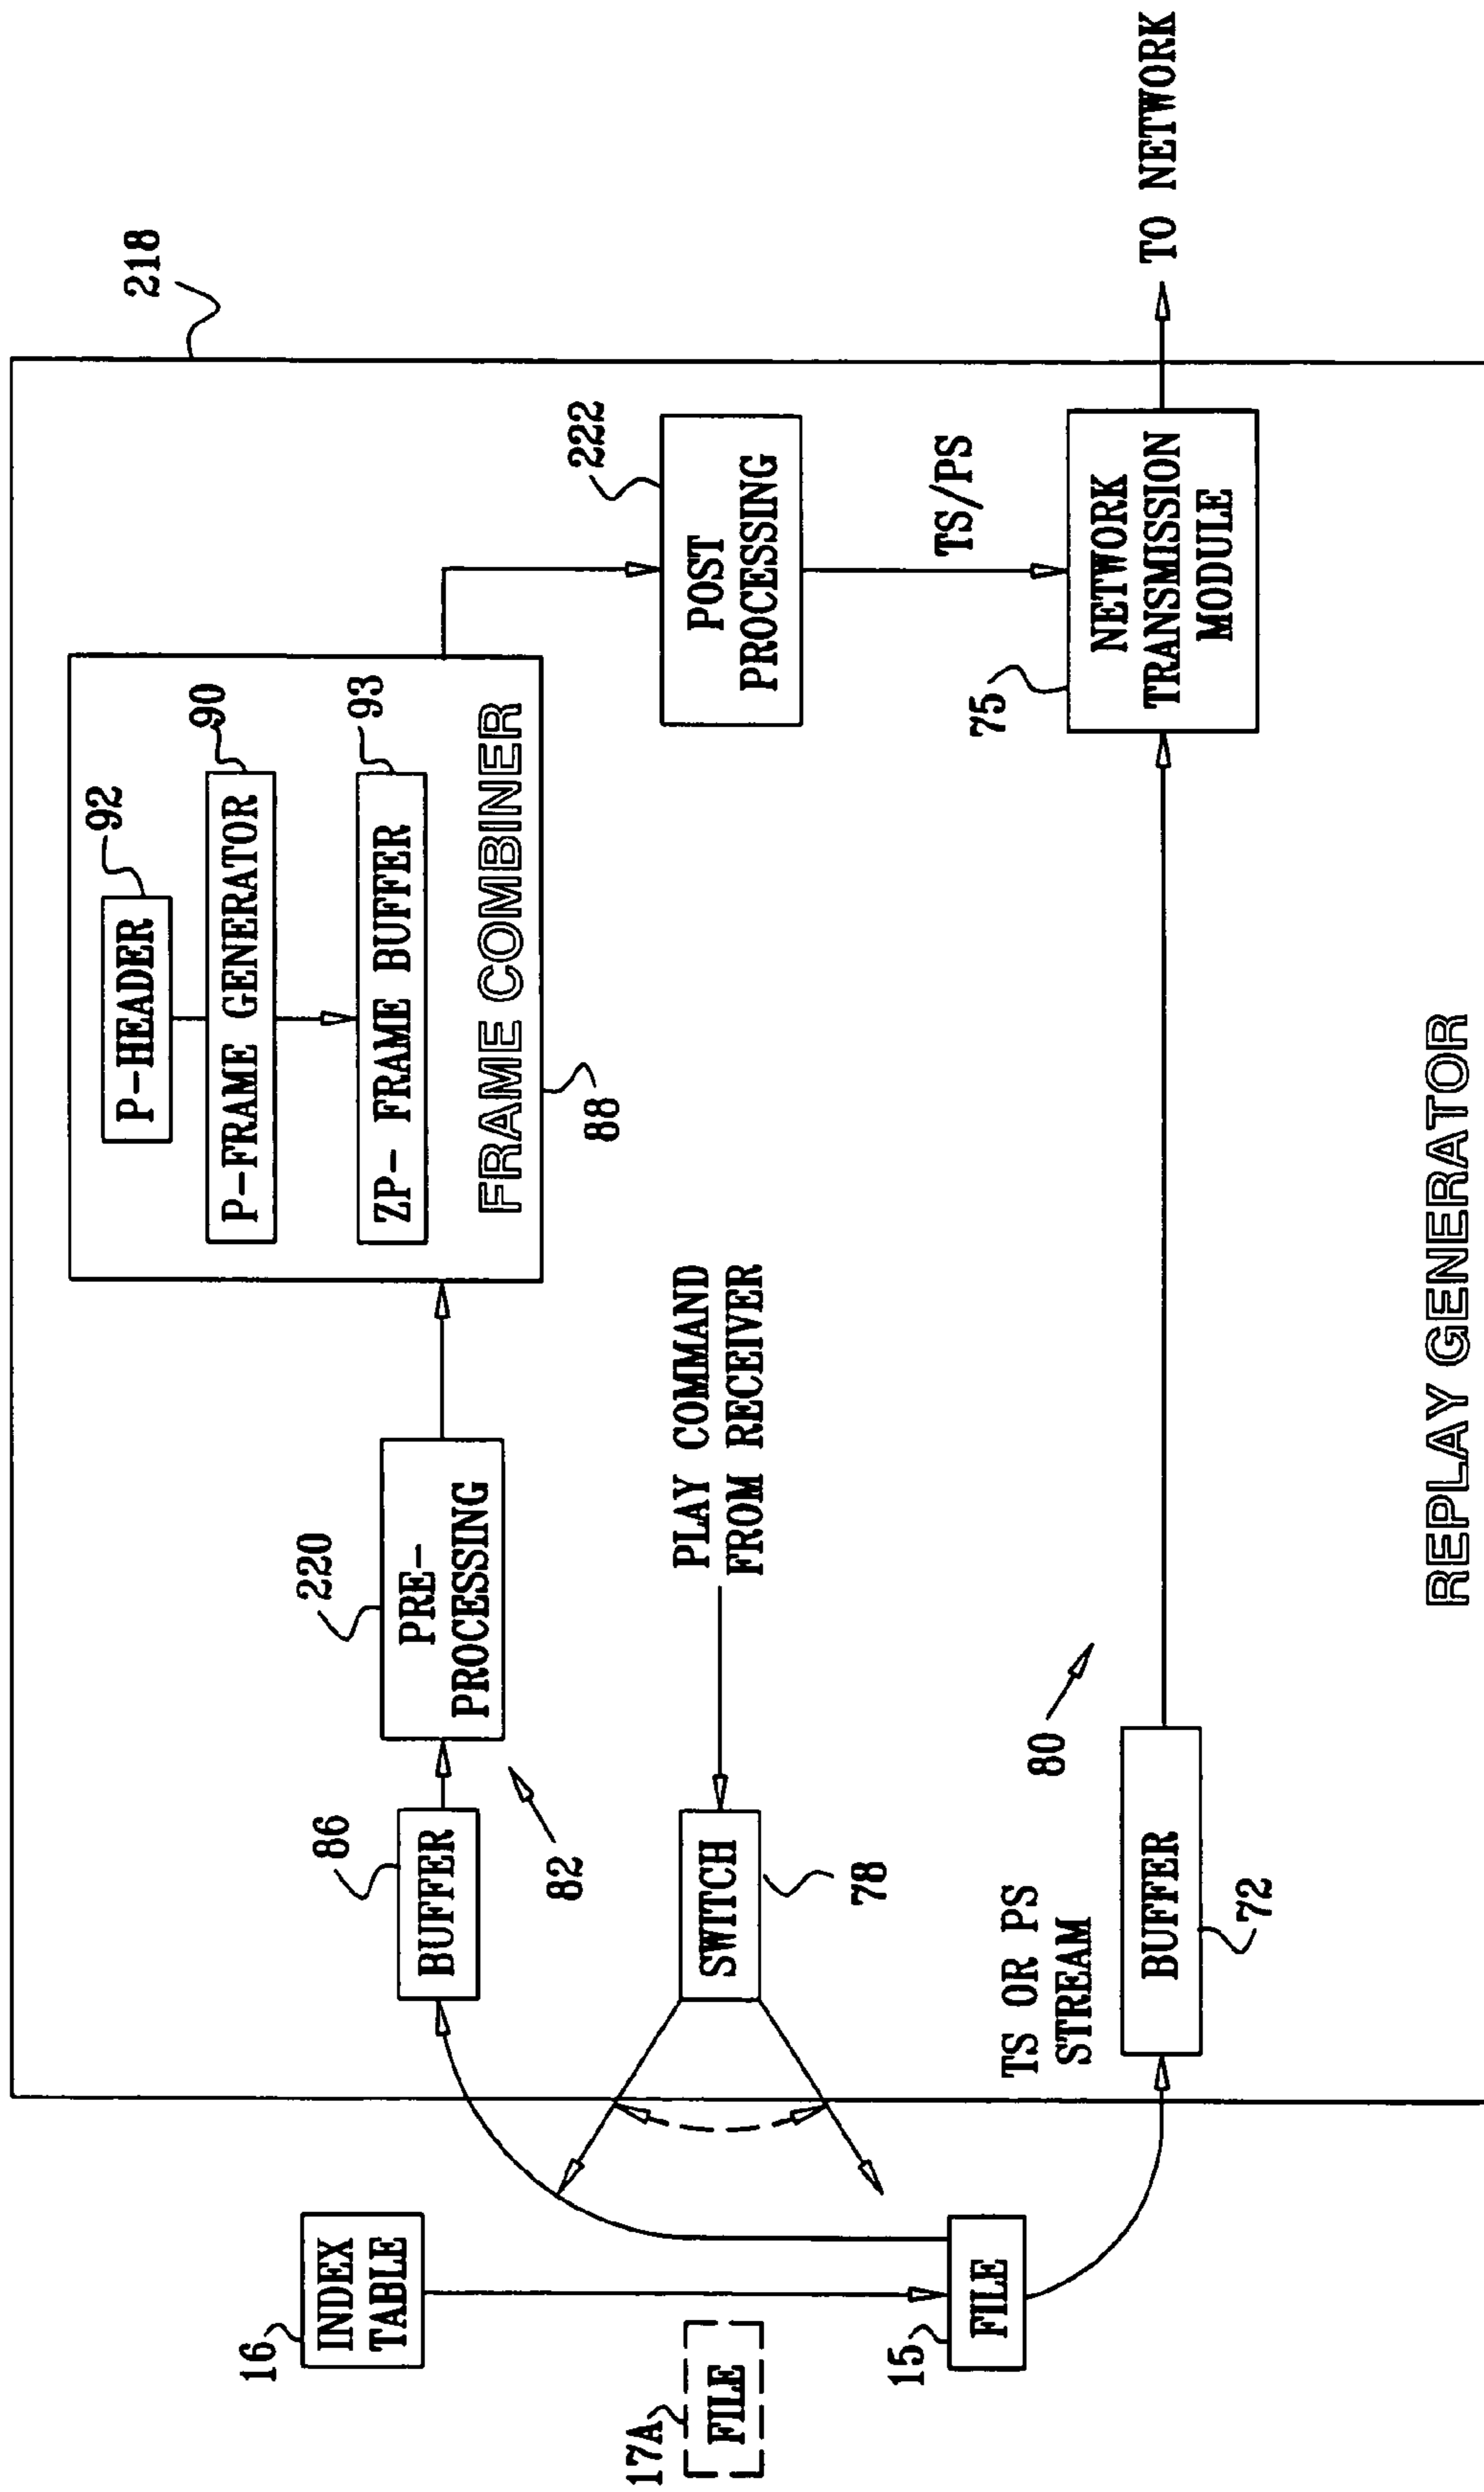 218
92
P-HEADER
90
P-FRAME GENERATOR
93
ZP- FRAME BUFFER
FRAME COMBINER
88
16
INDEX
TABLE
86
BUFFER
220
PRE-
PROCESSING
82
222
POST
PROCESSING
TS/PS
17A
FILE
SWITCH
78
PLAY COMMAND
FROM RECEIVER
15
FILE
TS OR PS
STREAM
BUFFER
72
80
75
NETWORK
TRANSMISSION
MODULE
TO NETWORK
REPLAY GENERATOR